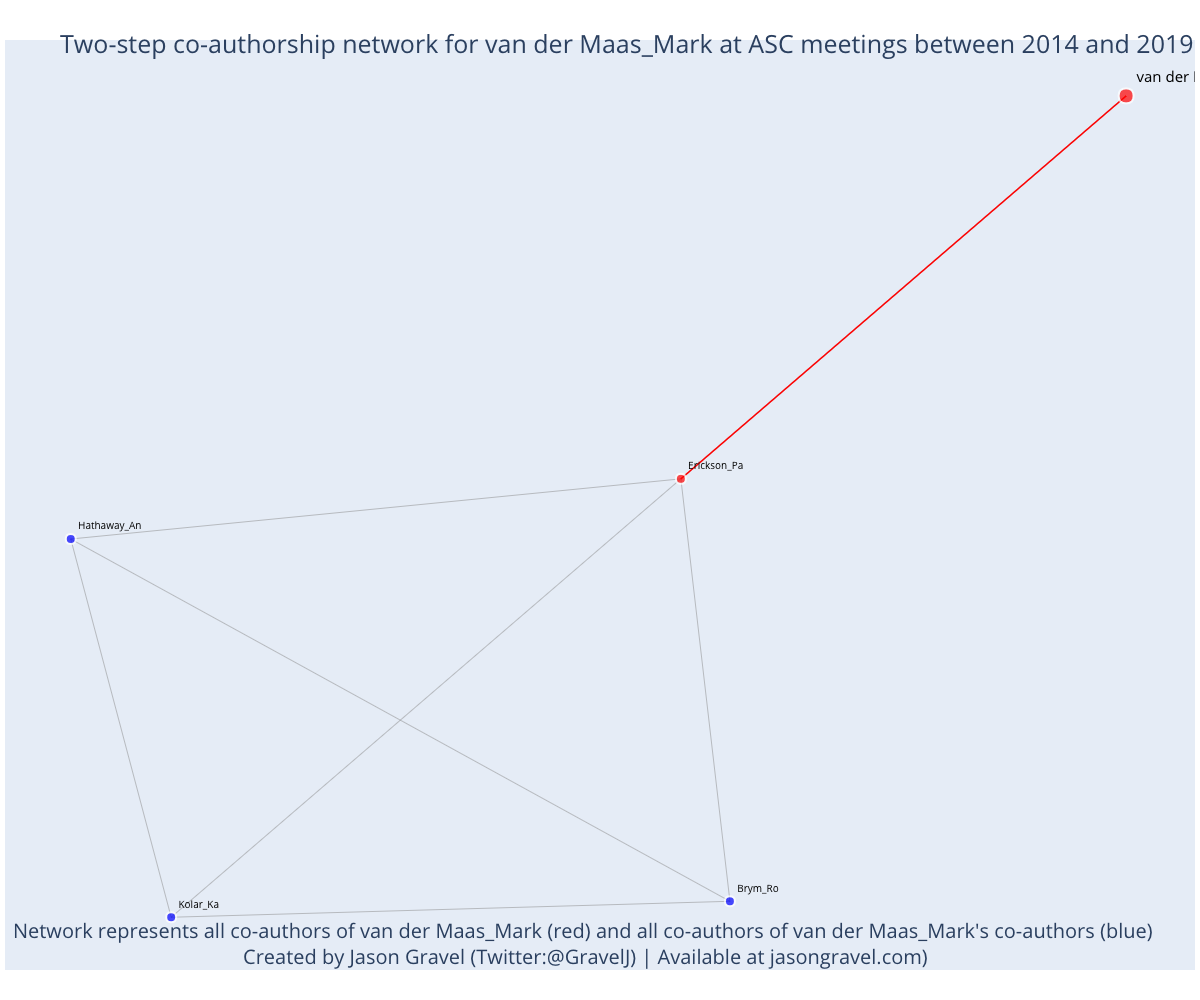 Two-step co-authorship network for van der Maas_Mark at ASC meetings between 2014 and 2019
van der
Erickson_Pa
Hathaway_An
Brym_Ro
Kolar_Ka
Network represents all co-authors of van der Maas_Mark (red) and all co-authors of van der Maas_Mark's co-authors (blue)
Created by Jason Gravel (Twitter:@GravelJ) | Available at jasongravel.com)